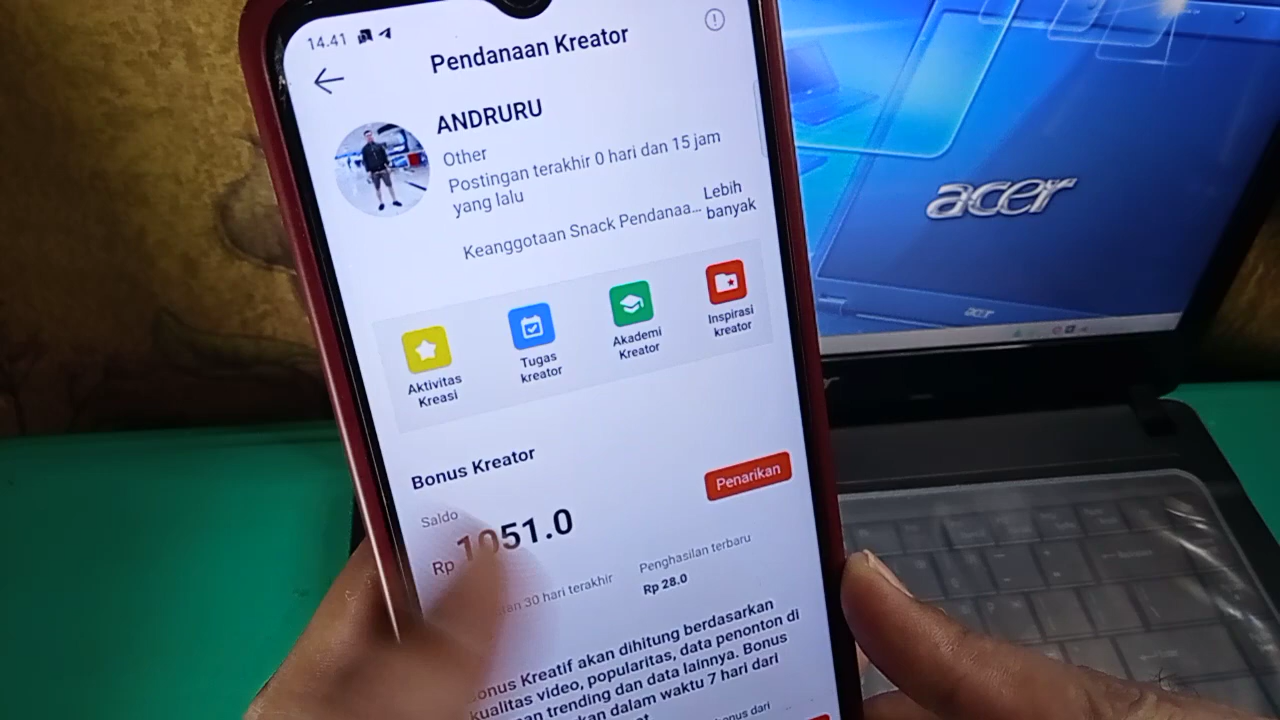 14.41
Pendanaan Kreator
ANDRURU
Other
Postingan terakhir 0 hari dan 15 jam
yang lalu
Keanggotaan Snack Pendanaa...
Lebih
banyak
Aktivitas
Kreasi
Tugas
kreator
Akademi
Kreator
Inspirasi
kreator
Bonus Kreator
Penarikan
Saldo
Rp 1051.0
30 hari terakhir
Penghasilan terbaru
Rp 28.0
Bonus Kreatif akan dihitung berdasarkan
kualitas video, popularitas, data penonton di
trending dan data lainnya. Bonus
dalam waktu 7 hari dari
bonus dari
acer
acer